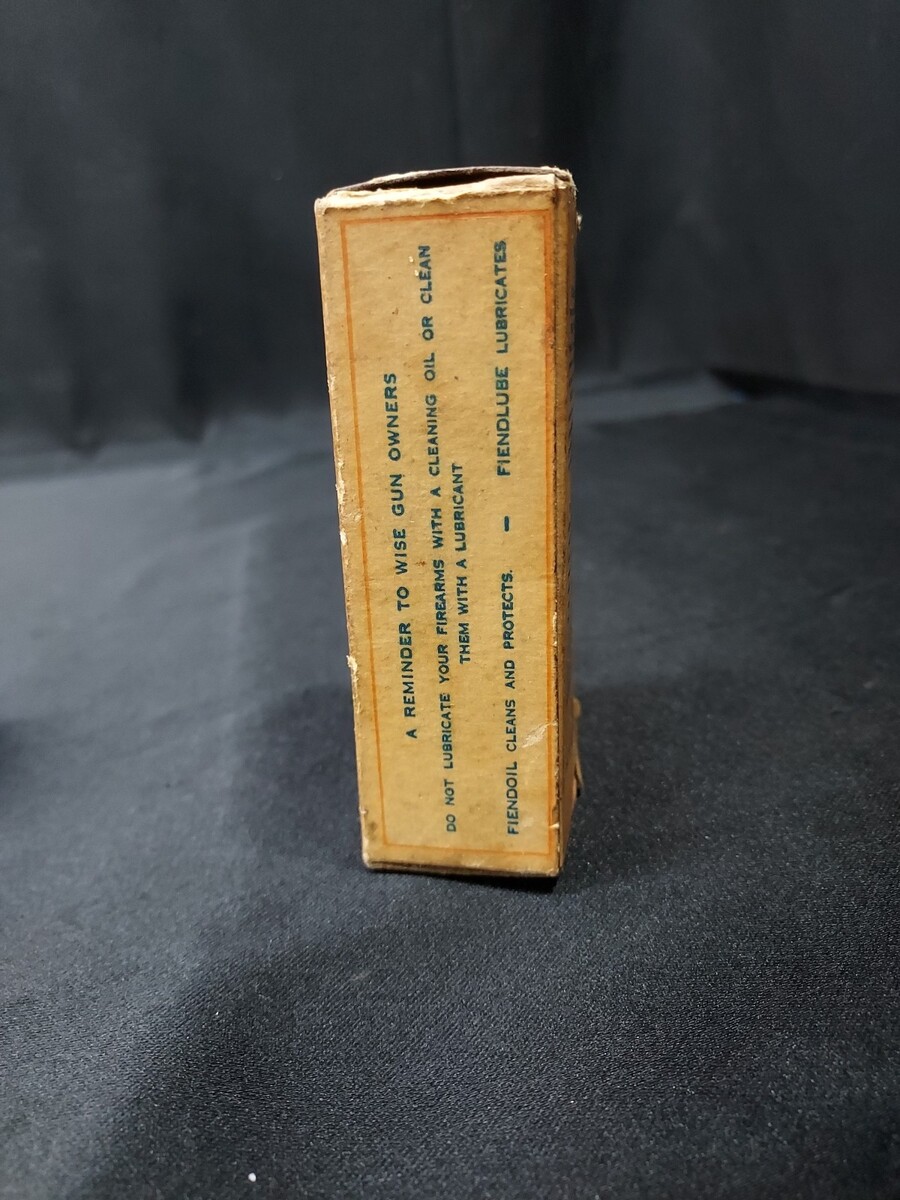 A REMINDER TO WISE GUN OWNERS
DO NOT LUBRICATE YOUR FIREARMS WITH A CLEANING OIL OR CLEAN
THEM WITH A LUBRICANT
FIENDOIL CLEANS AND PROTECTS. - FIENDLUBE LUBRICATES.